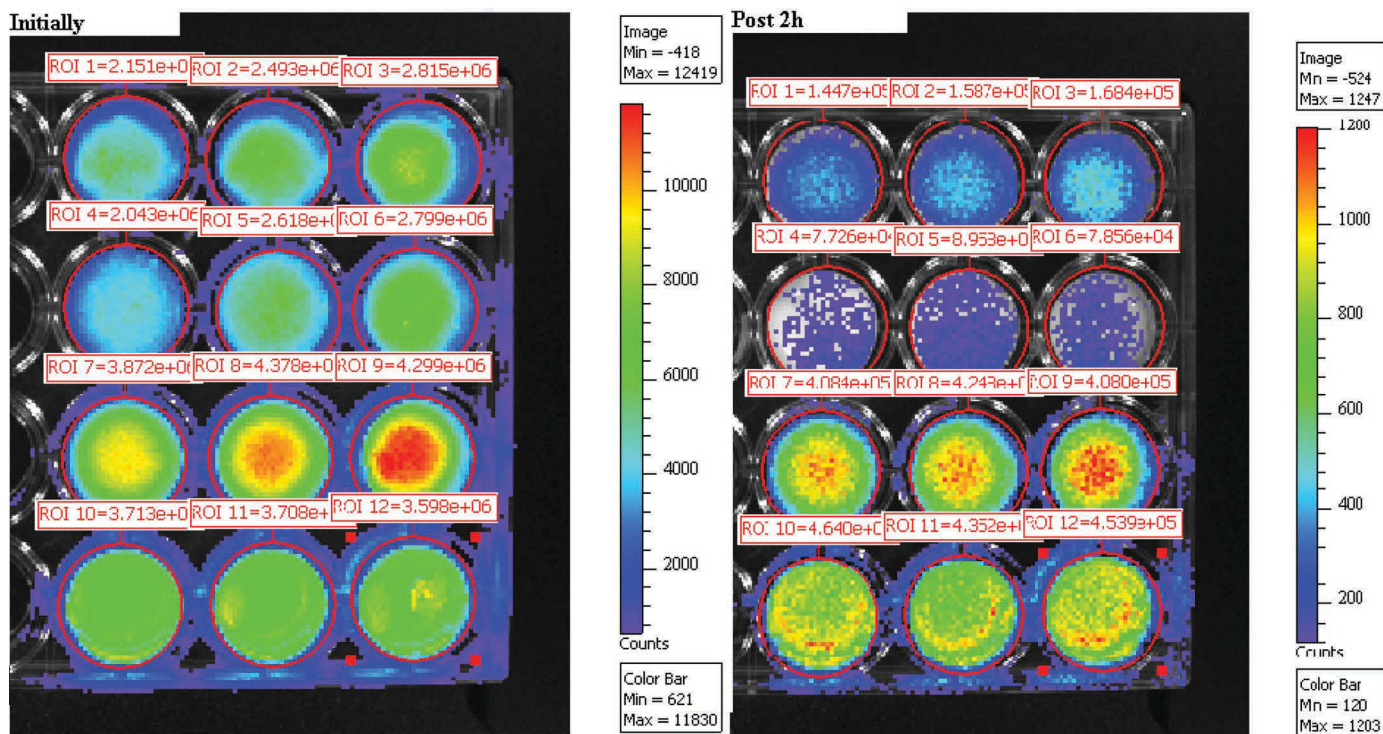 Initially
ROI 1=2.151e+0
ROI 2=2.493e+06
ROI 3=2.815e+06
ROI 4=2.043e+06
ROI 5=2.618e+0
ROI 6=2.799e+06
ROI 7=3.872e+06
ROI 8=4.378e+0
ROI 9=4.299e+06
ROI 10=3.713e+0
ROI 11=3.708e+
ROI 12=3.598e+06
Image
Min = -418
Max = 12419
10000
8000
6000
4000
2000
Counts
Color Bar
Min = 621
Max = 11830
Post 2h
ROI 1=1.447e+05
ROI 2=1.587e+05
ROI 3=1.684e+05
ROI 4=7.726e+04
ROI 5=8.953e+0
ROI 6=7.856e+04
ROI 7=4.084e+05
ROI 8=4.243e+0
ROI 9=4.080e+05
ROI 10=4.640e+0
ROI 11=4.352e+0
ROI 12=4.539e+05
Image
Mn = -524
Max = 1247
1200
1000
800
600
400
200
Counts
Color Bar
Mn = 120
Max = 1203